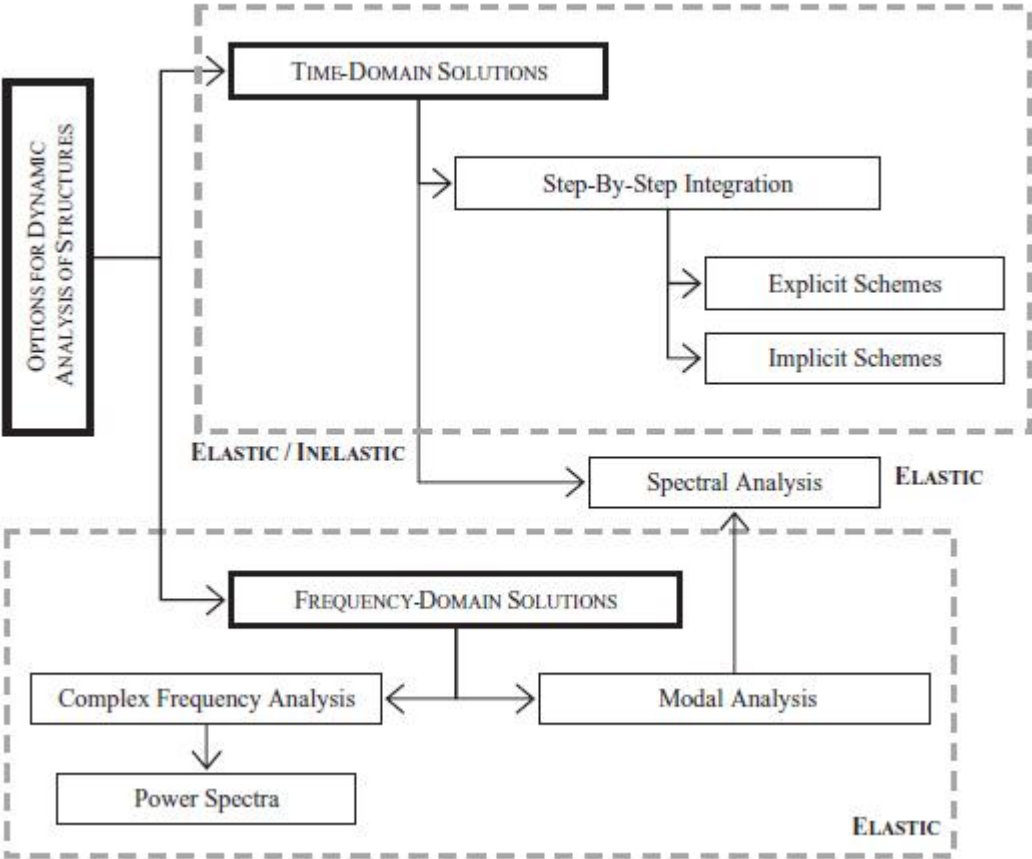 OPTIONS FOR DYNAMIC
ANALYSIS OF STRUCTURES
TIME-DOMAIN SOLUTIONS
Step-By-Step Integration
Explicit Schemes
Implicit Schemes
ELASTIC / INELASTIC
Spectral Analysis
ELASTIC
FREQUENCY-DOMAIN SOLUTIONS
Complex Frequency Analysis
Modal Analysis
Power Spectra
ELASTIC